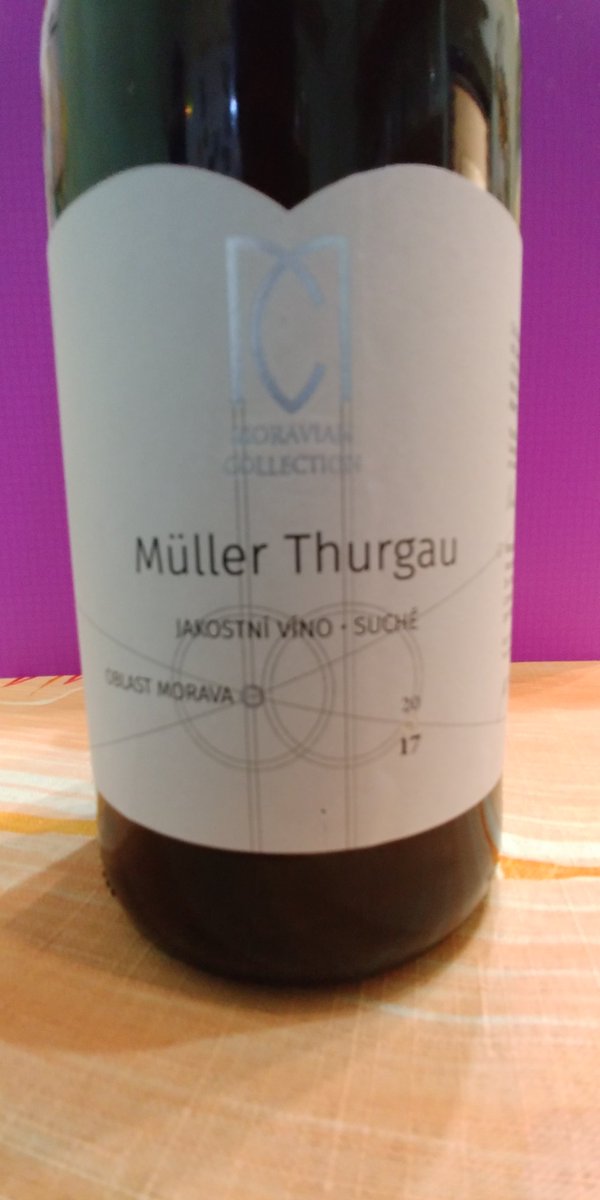 MORAVIAN
COLLECTION
Müller Thurgau
JAKOSTNÍ VÍNO · SUCHÉ
OBLAST MORAVA
20
17